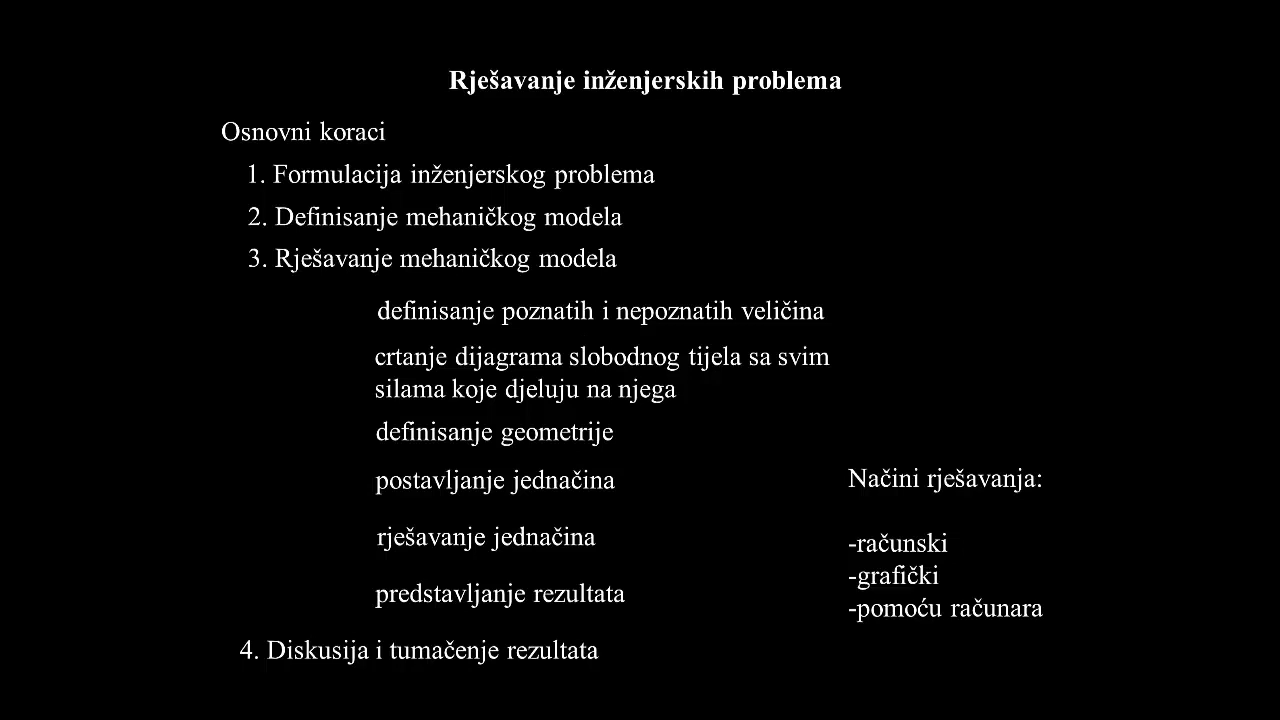 Rješavanje inženjerskih problema
Osnovni koraci
1. Formulacija inženjerskog problema
2. Definisanje mehaničkog modela
3. Rješavanje mehaničkog modela
definisanje poznatih i nepoznatih veličina
crtanje dijagrama slobodnog tijela sa svim
silama koje djeluju na njega
definisanje geometrije
postavljanje jednačina
rješavanje jednačina
predstavljanje rezultata
Načini rješavanja:
-računski
-grafički
-pomoću računara
4. Diskusija i tumačenje rezultata